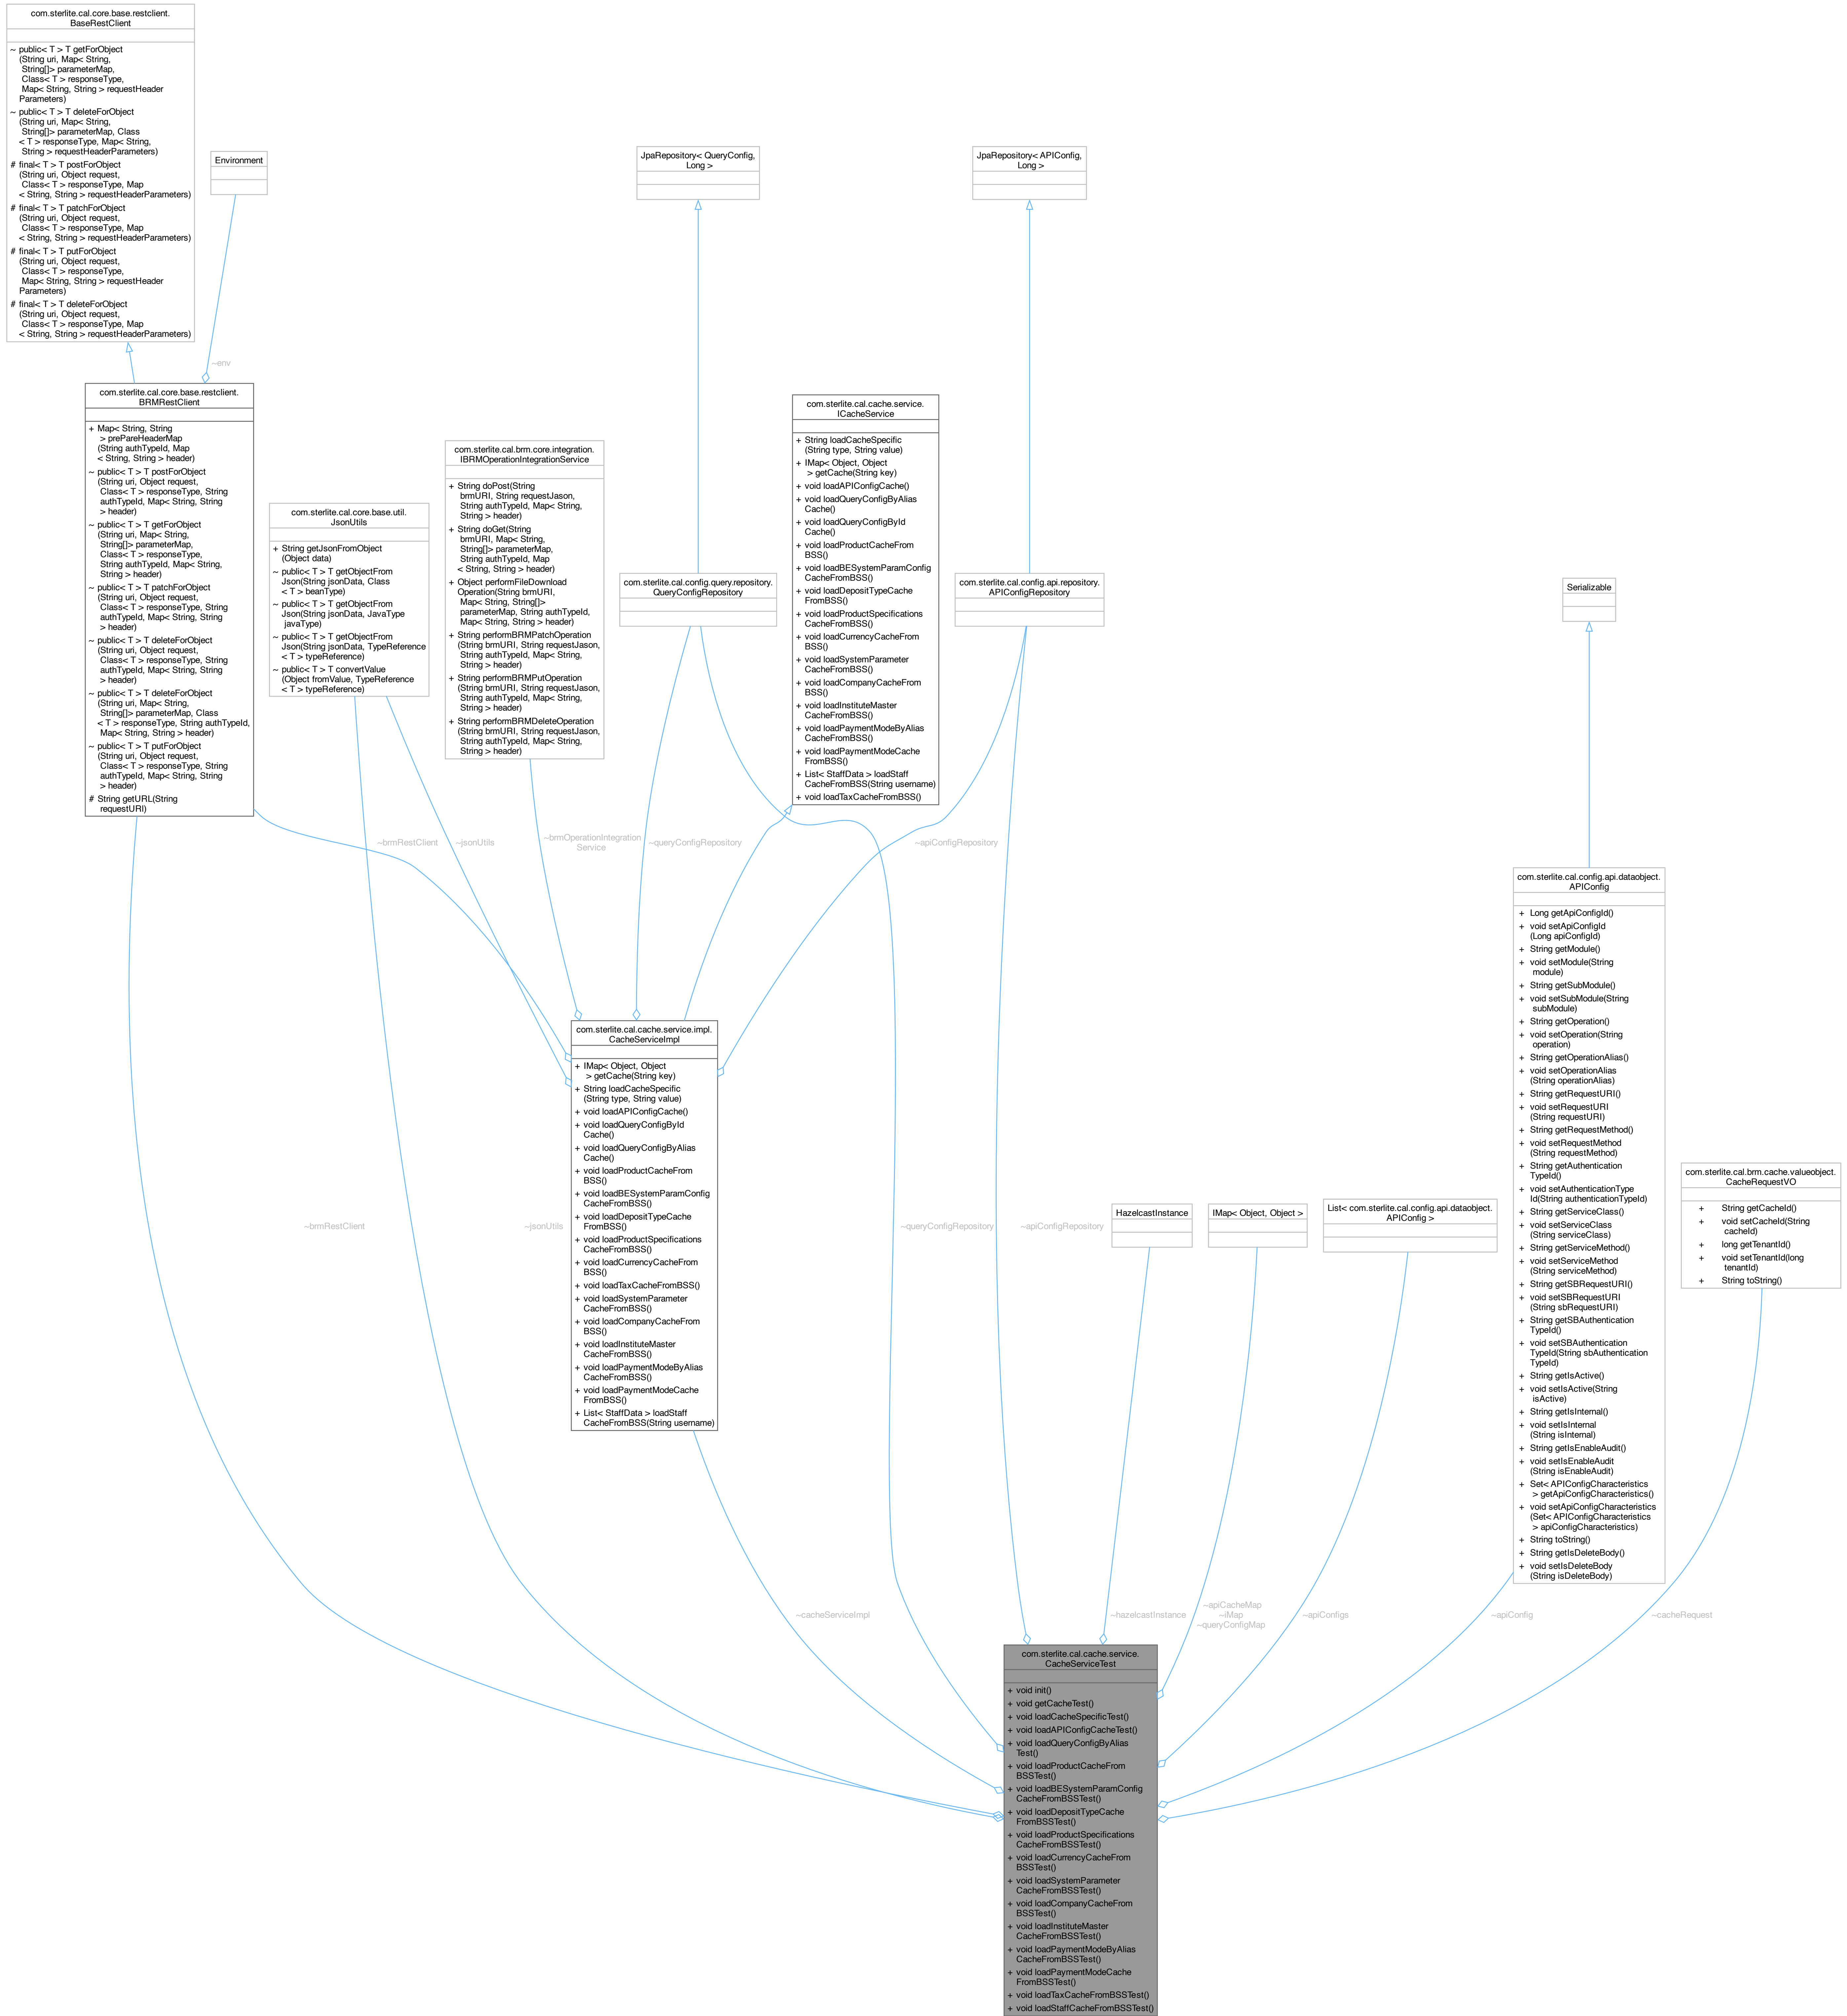 com.sterlite.cal.core.base.restclient.
BaseRestClient
~ public< T > T getForObject
(String uri, Map< String,
String[]> parameterMap,
Class< T > responseType,
Map< String, String > requestHeader
Parameters)
~ public< T > T deleteForObject
(String uri, Map< String,
String[]> parameterMap, Class
< T > responseType, Map< String,
String > requestHeaderParameters)
# final< T > T postForObject
(String uri, Object request,
Class< T > responseType, Map
< String, String > requestHeaderParameters)
# final< T > T patchForObject
(String uri, Object request,
Class< T > responseType, Map
< String, String > requestHeaderParameters)
# final< T > T putForObject
(String uri, Object request,
Class< T > responseType,
Map< String, String > requestHeader
Parameters)
# final< T > T deleteForObject
(String uri, Object request,
Class< T > responseType, Map
< String, String > requestHeaderParameters)
Environment
JpaRepository< QueryConfig,
Long >
JpaRepository< APIConfig,
Long >
~env
com.sterlite.cal.core.base.restclient.
BRMRestClient
+ Map< String, String
> prePareHeaderMap
(String authTypeId, Map
< String, String > header)
~ public< T > T postForObject
(String uri, Object request,
Class< T > responseType, String
authTypeId, Map< String, String
> header)
~ public< T > T getForObject
(String uri, Map< String,
String[]> parameterMap,
Class< T > responseType,
String authTypeId, Map< String,
String > header)
~ public< T > T patchForObject
(String uri, Object request,
Class< T > responseType, String
authTypeId, Map< String, String
> header)
~ public< T > T deleteForObject
(String uri, Object request,
Class< T > responseType, String
authTypeId, Map< String, String
> header)
~ public< T > T deleteForObject
(String uri, Map< String,
String[]> parameterMap, Class
< T > responseType, String authTypeId,
Map< String, String > header)
~ public< T > T putForObject
(String uri, Object request,
Class< T > responseType, String
authTypeId, Map< String, String
> header)
# String getURL(String
requestURI)
com.sterlite.cal.core.base.util.
JsonUtils
+ String getJsonFromObject
(Object data)
~ public< T > T getObjectFrom
Json(String jsonData, Class
< T > beanType)
~ public< T > T getObjectFrom
Json(String jsonData, JavaType
javaType)
~ public< T > T getObjectFrom
Json(String jsonData, TypeReference
< T > typeReference)
~ public< T > T convertValue
(Object fromValue, TypeReference
< T > typeReference)
com.sterlite.cal.brm.core.integration.
IBRMOperationIntegrationService
+ String doPost(String
brmURI, String requestJason,
String authTypeId, Map< String,
String > header)
+ String doGet(String
brmURI, Map< String,
String[]> parameterMap,
String authTypeId, Map
< String, String > header)
+ Object performFileDownload
Operation(String brmURI,
Map< String, String[]>
parameterMap, String authTypeId,
Map< String, String > header)
+ String performBRMPatchOperation
(String brmURI, String requestJason,
String authTypeId, Map< String,
String > header)
+ String performBRMPutOperation
(String brmURI, String requestJason,
String authTypeId, Map< String,
String > header)
+ String performBRMDeleteOperation
(String brmURI, String requestJason,
String authTypeId, Map< String,
String > header)
com.sterlite.cal.config.query.repository.
QueryConfigRepository
com.sterlite.cal.cache.service.
ICacheService
+ String loadCacheSpecific
(String type, String value)
+ IMap< Object, Object
> getCache(String key)
+ void loadAPIConfigCache()
+ void loadQueryConfigByAlias
Cache()
+ void loadQueryConfigById
Cache()
+ void loadProductCacheFrom
BSS()
+ void loadBESystemParamConfig
CacheFromBSS()
+ void loadDepositTypeCache
FromBSS()
+ void loadProductSpecifications
CacheFromBSS()
+ void loadCurrencyCacheFrom
BSS()
+ void loadSystemParameter
CacheFromBSS()
+ void loadCompanyCacheFrom
BSS()
+ void loadInstituteMaster
CacheFromBSS()
+ void loadPaymentModeByAlias
CacheFromBSS()
+ void loadPaymentModeCache
FromBSS()
+ List< StaffData > loadStaff
CacheFromBSS(String username)
+ void loadTaxCacheFromBSS()
com.sterlite.cal.config.api.repository.
APIConfigRepository
Serializable
~brmRestClient
~jsonUtils
~brmOperationIntegration
Service
~queryConfigRepository
~apiConfigRepository
com.sterlite.cal.config.api.dataobject.
APIConfig
+ Long getApiConfigId()
+ void setApiConfigId
(Long apiConfigId)
+ String getModule()
+ void setModule(String
module)
+ String getSubModule()
+ void setSubModule(String
subModule)
+ String getOperation()
+ void setOperation(String
operation)
+ String getOperationAlias()
+ void setOperationAlias
(String operationAlias)
+ String getRequestURI()
+ void setRequestURI
(String requestURI)
+ String getRequestMethod()
+ void setRequestMethod
(String requestMethod)
+ String getAuthentication
TypeId()
+ void setAuthenticationType
Id(String authenticationTypeId)
+ String getServiceClass()
+ void setServiceClass
(String serviceClass)
+ String getServiceMethod()
+ void setServiceMethod
(String serviceMethod)
+ String getSBRequestURI()
+ void setSBRequestURI
(String sbRequestURI)
+ String getSBAuthentication
TypeId()
+ void setSBAuthentication
TypeId(String sbAuthentication
TypeId)
+ String getIsActive()
+ void setIsActive(String
isActive)
+ String getIsInternal()
+ void setIsInternal
(String isInternal)
+ String getIsEnableAudit()
+ void setIsEnableAudit
(String isEnableAudit)
+ Set< APIConfigCharacteristics
> getApiConfigCharacteristics()
+ void setApiConfigCharacteristics
(Set< APIConfigCharacteristics
> apiConfigCharacteristics)
+ String toString()
+ String getIsDeleteBody()
+ void setIsDeleteBody
(String isDeleteBody)
com.sterlite.cal.cache.service.impl.
CacheServiceImpl
+ IMap< Object, Object
> getCache(String key)
+ String loadCacheSpecific
(String type, String value)
+ void loadAPIConfigCache()
+ void loadQueryConfigById
Cache()
+ void loadQueryConfigByAlias
Cache()
+ void loadProductCacheFrom
BSS()
+ void loadBESystemParamConfig
CacheFromBSS()
+ void loadDepositTypeCache
FromBSS()
+ void loadProductSpecifications
CacheFromBSS()
+ void loadCurrencyCacheFrom
BSS()
+ void loadTaxCacheFromBSS()
+ void loadSystemParameter
CacheFromBSS()
+ void loadCompanyCacheFrom
BSS()
+ void loadInstituteMaster
CacheFromBSS()
+ void loadPaymentModeByAlias
CacheFromBSS()
+ void loadPaymentModeCache
FromBSS()
+ List< StaffData > loadStaff
CacheFromBSS(String username)
com.sterlite.cal.brm.cache.valueobject.
CacheRequestVO
+ String getCacheId()
+ void setCacheId(String
cacheId)
+ long getTenantId()
+ void setTenantId(long
tenantId)
+ String toString()
~brmRestClient
~jsonUtils
~queryConfigRepository
~apiConfigRepository
HazelcastInstance
IMap< Object, Object >
List< com.sterlite.cal.config.api.dataobject.
APIConfig >
~cacheServiceImpl
~hazelcastInstance
~apiCacheMap
~iMap
~queryConfigMap
~apiConfigs
~apiConfig
~cacheRequest
com.sterlite.cal.cache.service.
CacheServiceTest
+ void init()
+ void getCacheTest()
+ void loadCacheSpecificTest()
+ void loadAPIConfigCacheTest()
+ void loadQueryConfigByAlias
Test()
+ void loadProductCacheFrom
BSSTest()
+ void loadBESystemParamConfig
CacheFromBSSTest()
+ void loadDepositTypeCache
FromBSSTest()
+ void loadProductSpecifications
CacheFromBSSTest()
+ void loadCurrencyCacheFrom
BSSTest()
+ void loadSystemParameter
CacheFromBSSTest()
+ void loadCompanyCacheFrom
BSSTest()
+ void loadInstituteMaster
CacheFromBSSTest()
+ void loadPaymentModeByAlias
CacheFromBSSTest()
+ void loadPaymentModeCache
FromBSSTest()
+ void loadTaxCacheFromBSSTest()
+ void loadStaffCacheFromBSSTest()